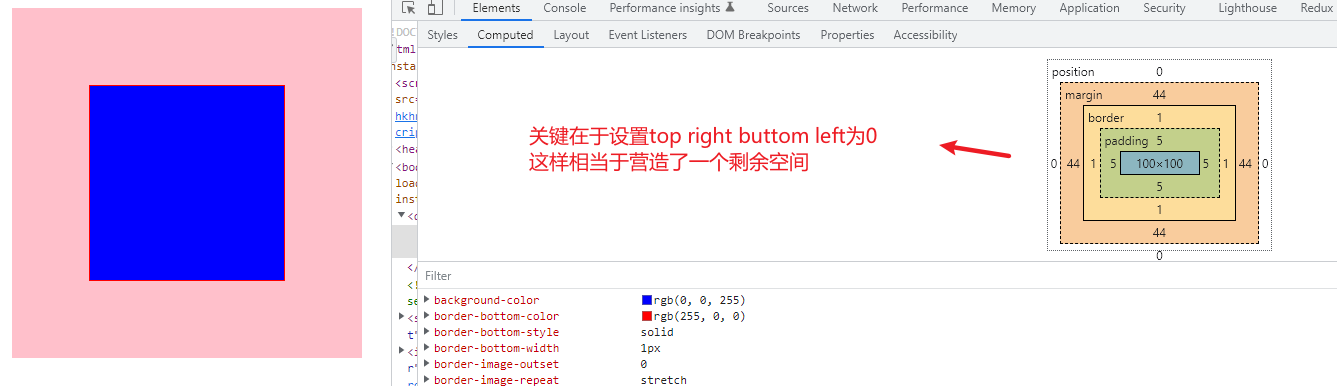 Elements Console Performance insights Sources Network Performance Memory Application Security Lighthouse Redux
Styles Computed Layout Event Listeners DOM Breakpoints Properties Accessibility
!DOC
tml
nstan
<scr
src=
hkhn
crip
<hea
<bod
load
inst
<d
</
<!
se
<s
t"
<i
r"
position 0
margin 44
border 1
padding 5
0 44 1 5 100×100 5 1 44 0
5
1
44
0
关键在于设置top right buttom left为0
这样相当于营造了一个剩余空间
Filter
background-color rgb(0, 0, 255)
border-bottom-color rgb(255, 0, 0)
border-bottom-style solid
border-bottom-width 1px
border-image-outset 0
border-image-repeat stretch